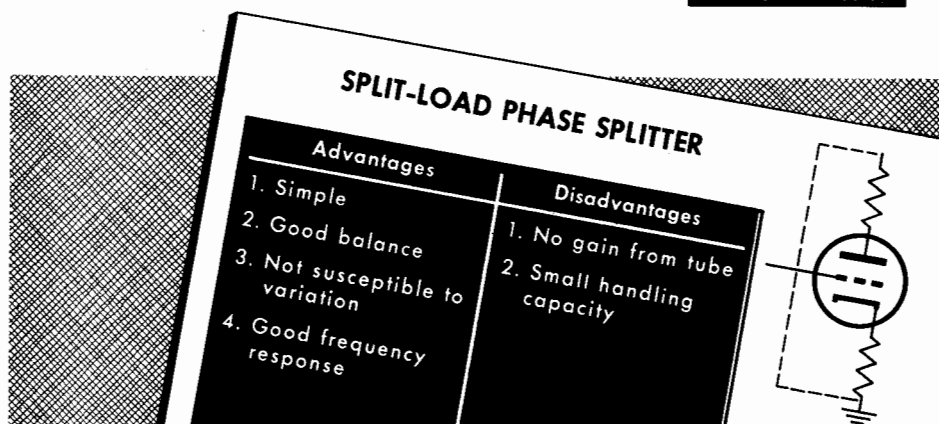 SPLIT-LOAD PHASE SPLITTER
Advantages
1. Simple
2. Good balance
3. Not susceptible to
variation
4. Good frequency
response
Disadvantages
1. No gain from tube
2. Small handling
capacity